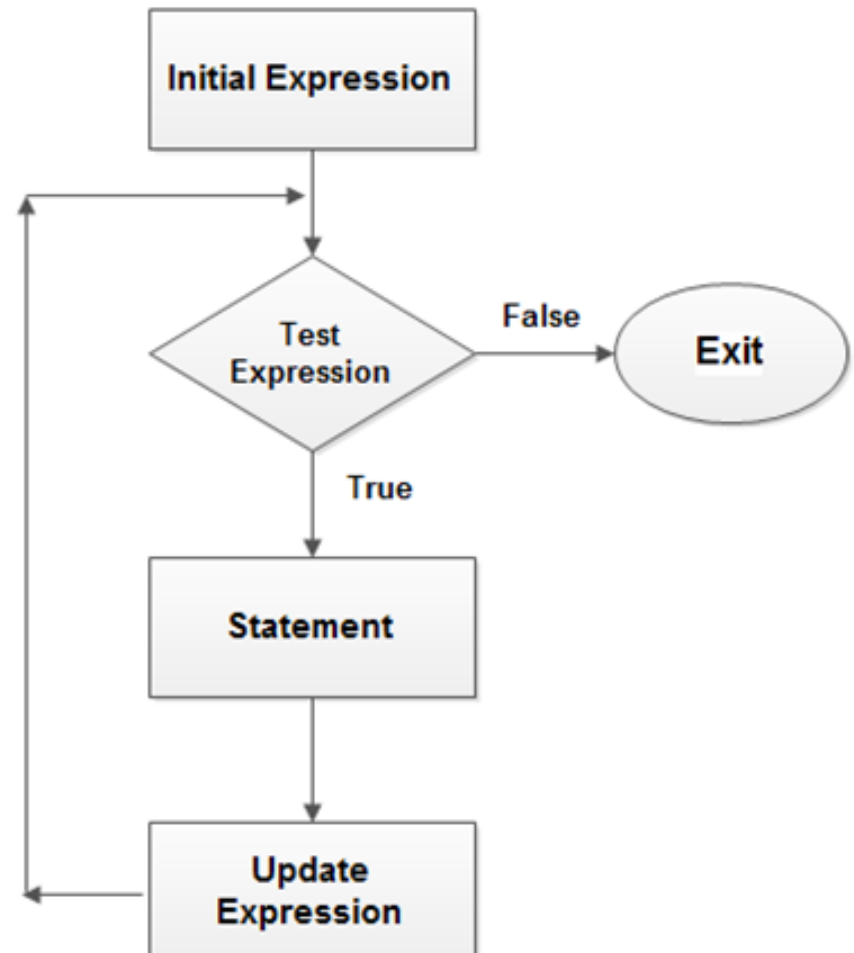 Initial Expression
Test
Expression
False
Exit
True
Statement
Update
Expression